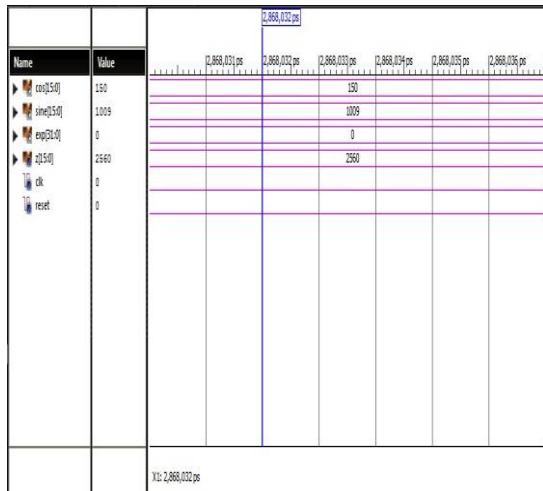 2,868,032 ps
Name Value 2,868,031 ps 2,868,032 ps 2,868,033 ps 2,868,034 ps 2,868,035 ps 2,868,036 ps
cos[15:0] 150 150
sine[15:0] 1009 1009
exp[31:0] 0 0
z[15:0] 2560 2560
clk 0
reset 0
X1: 2,868,032 ps